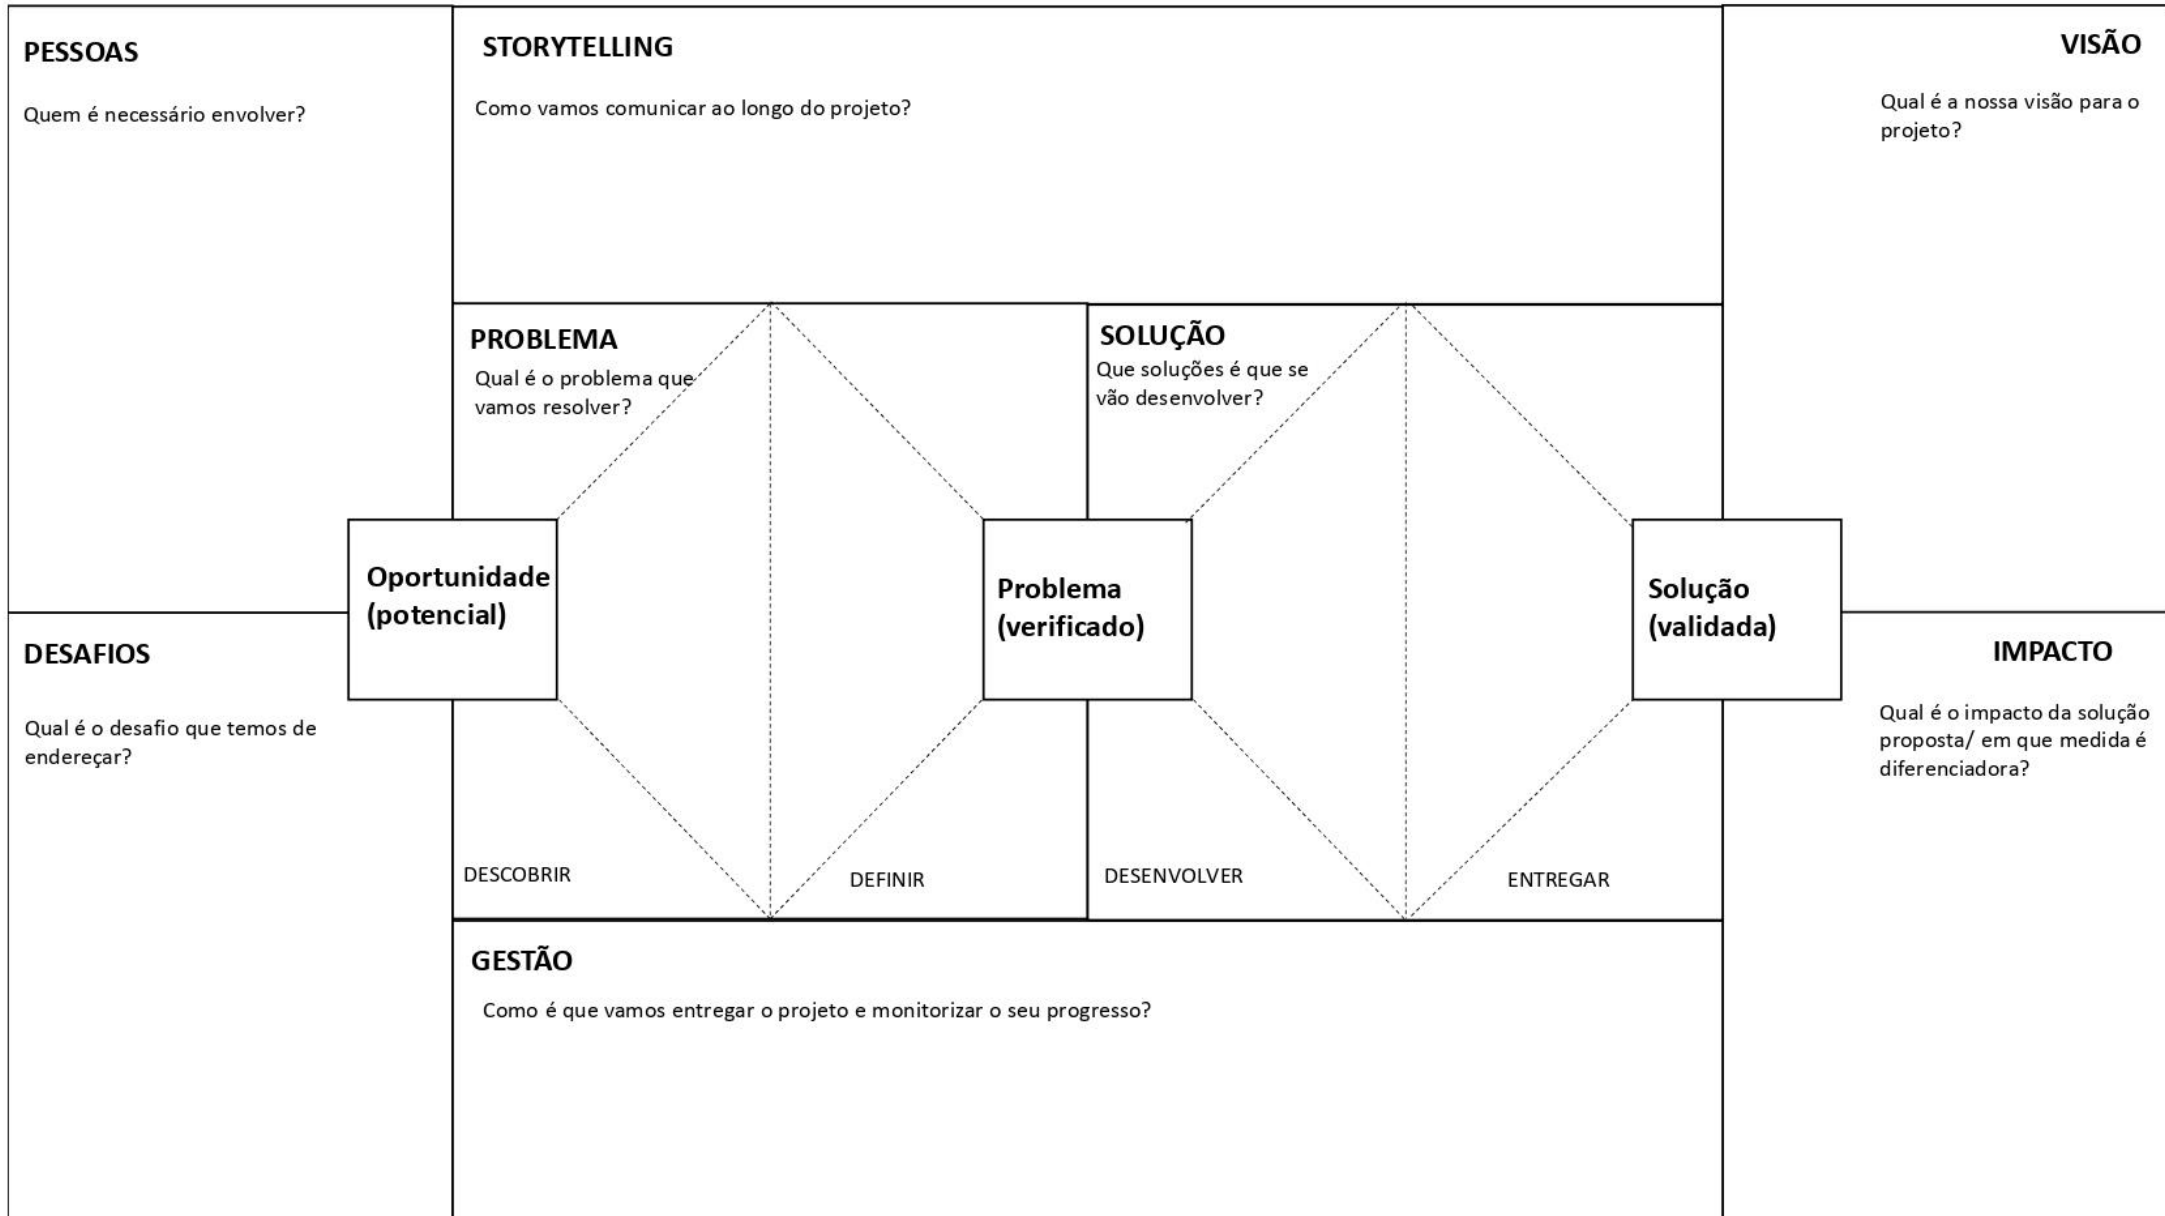 PESSOAS
Quem é necessário envolver?
STORYTELLING
Como vamos comunicar ao longo do projeto?
VISÃO
Qual é a nossa visão para o
projeto?
PROBLEMA
Qual é o problema que
vamos resolver?
SOLUÇÃO
Que soluções é que se
vão desenvolver?
Oportunidade
(potencial)
Problema
(verificado)
Solução
(validada)
DESAFIOS
Qual é o desafio que temos de
endereçar?
IMPACTO
Qual é o impacto da solução
proposta/ em que medida é
diferenciadora?
DESCOBRIR
DEFINIR
DESENVOLVER
ENTREGAR
GESTÃO
Como é que vamos entregar o projeto e monitorizar o seu progresso?